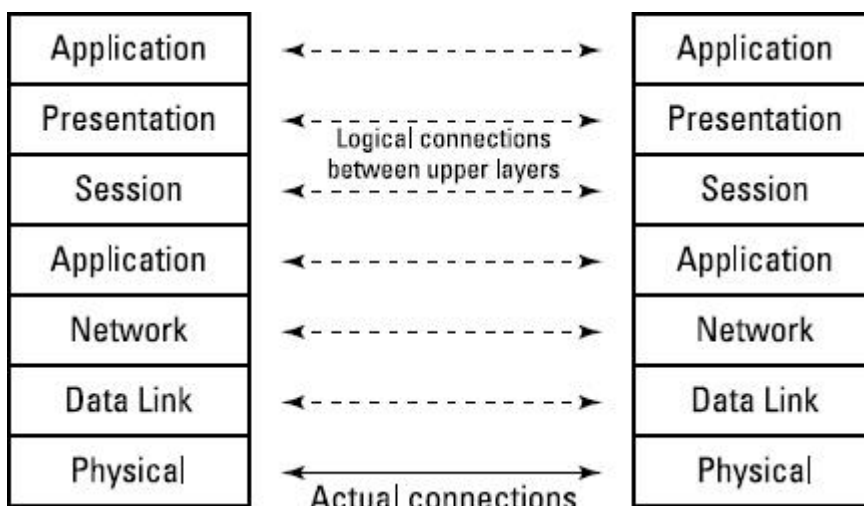 Application Application
Presentation Presentation
Logical connections
between upper layers
Session Session
Application Application
Network Network
Data Link Data Link
Physical Physical
Actual connections